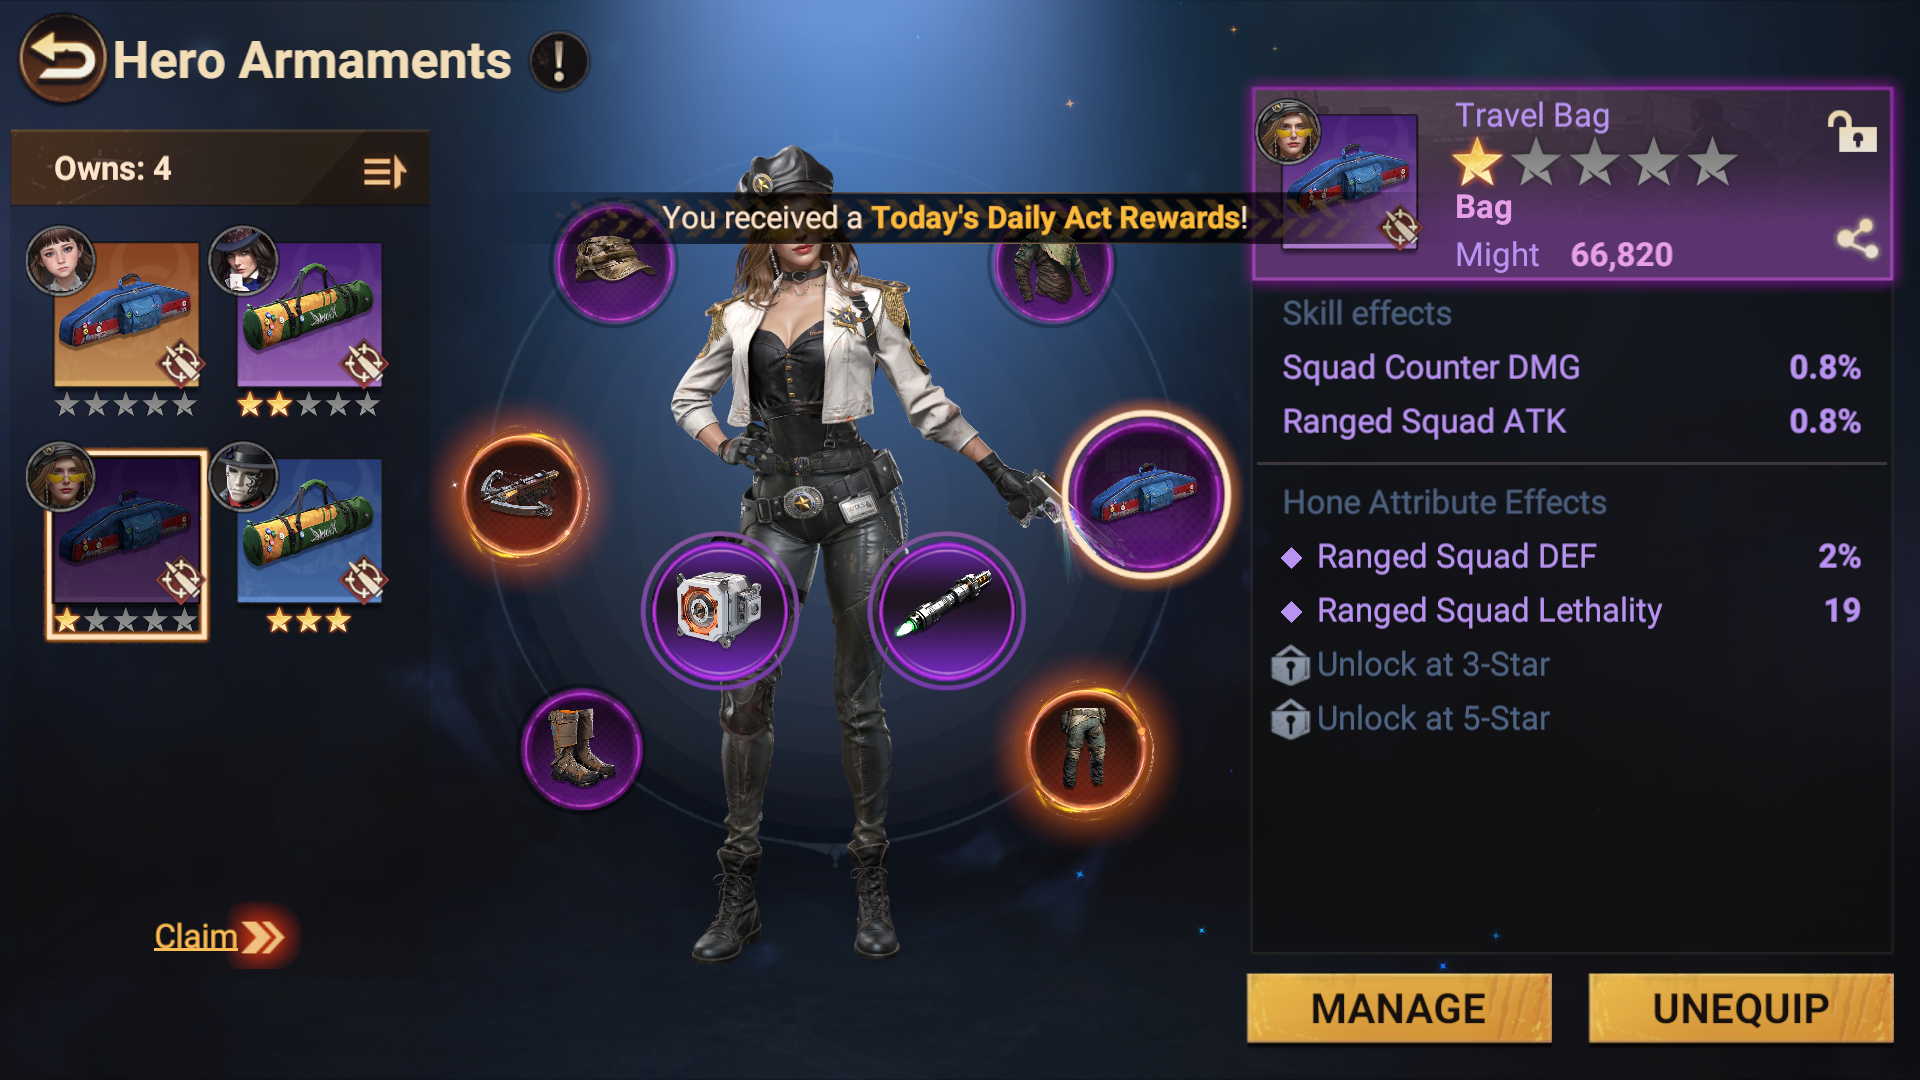 Hero Armaments
!
Owns: 4
You received a Today's Daily Act Rewards!
Claim
Travel Bag
Bag
Might 66,820
Skill effects
Squad Counter DMG 0.8%
Ranged Squad ATK 0.8%
Hone Attribute Effects
Ranged Squad DEF 2%
Ranged Squad Lethality 19
Unlock at 3-Star
Unlock at 5-Star
MANAGE
UNEQUIP